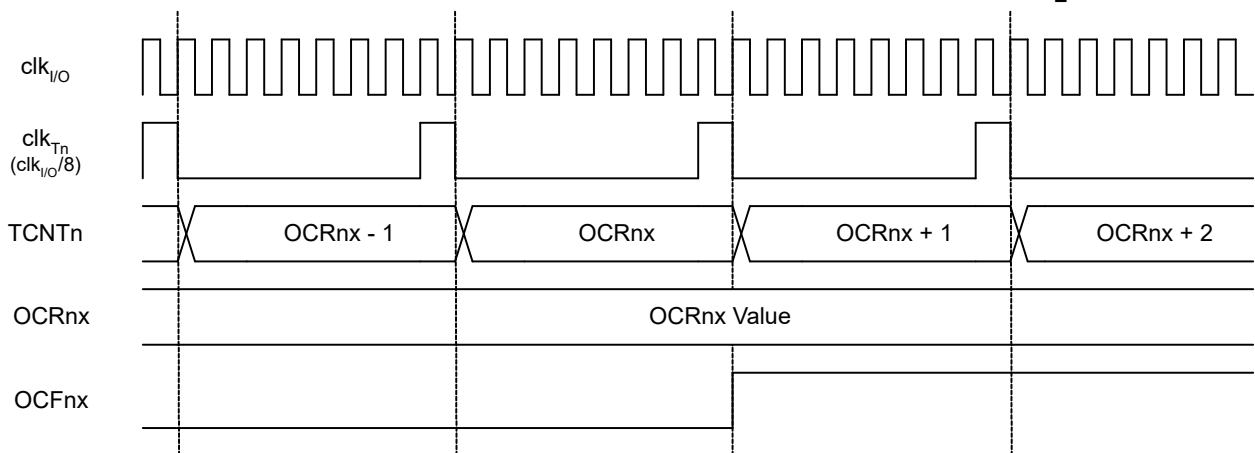 clkI/O
clkTn
(clkI/O/8)
TCNTn
OCRnx - 1
OCRnx
OCRnx + 1
OCRnx + 2
OCRnx
OCRnx Value
OCFnx